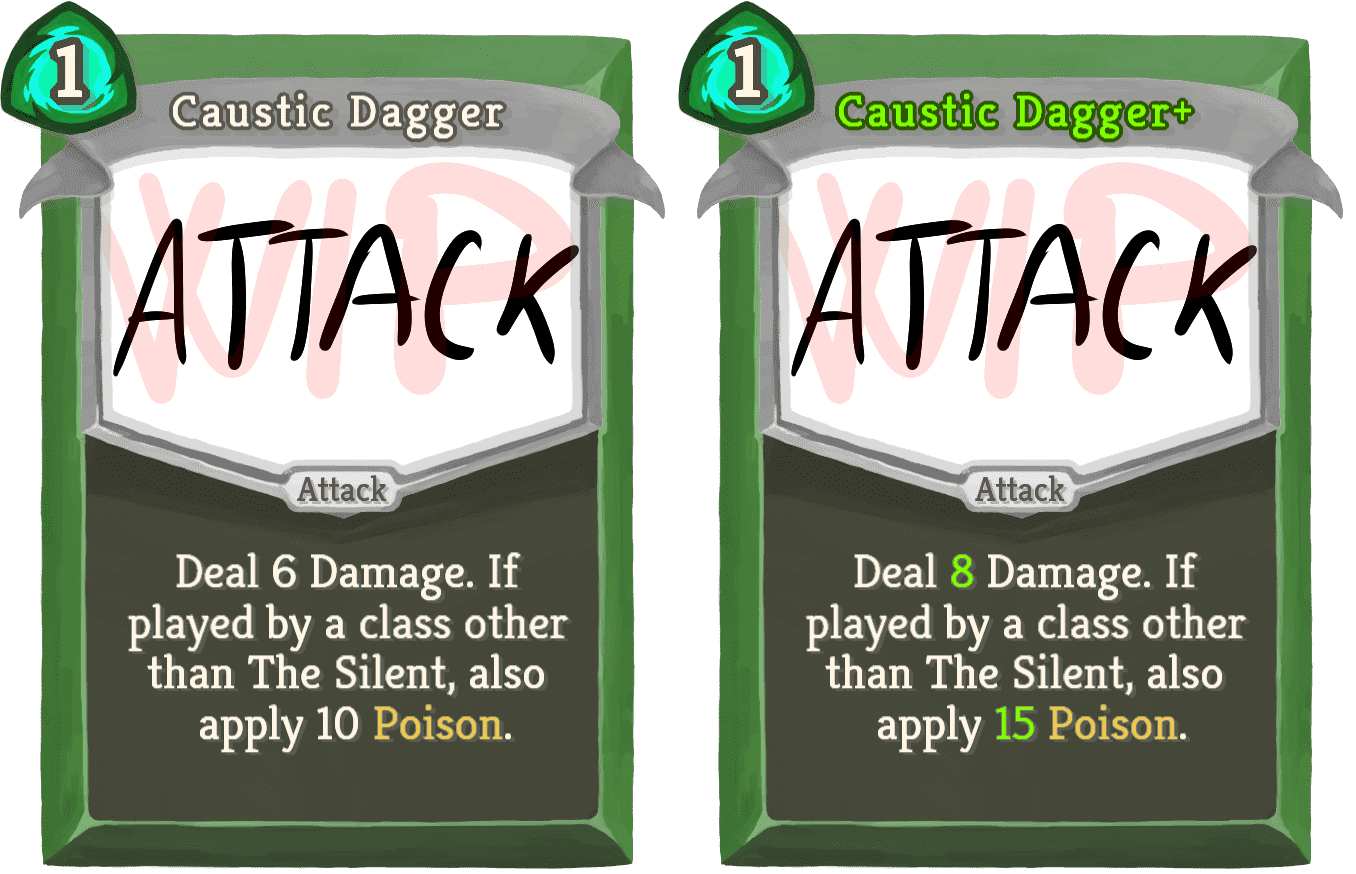 1
Caustic Dagger
WIP
ATTACK
Attack
Deal 6 Damage. If
played by a class other
than The Silent, also
apply 10 Poison.
1
Caustic Dagger+
WIP
ATTACK
Attack
Deal 8 Damage. If
played by a class other
than The Silent, also
apply 15 Poison.